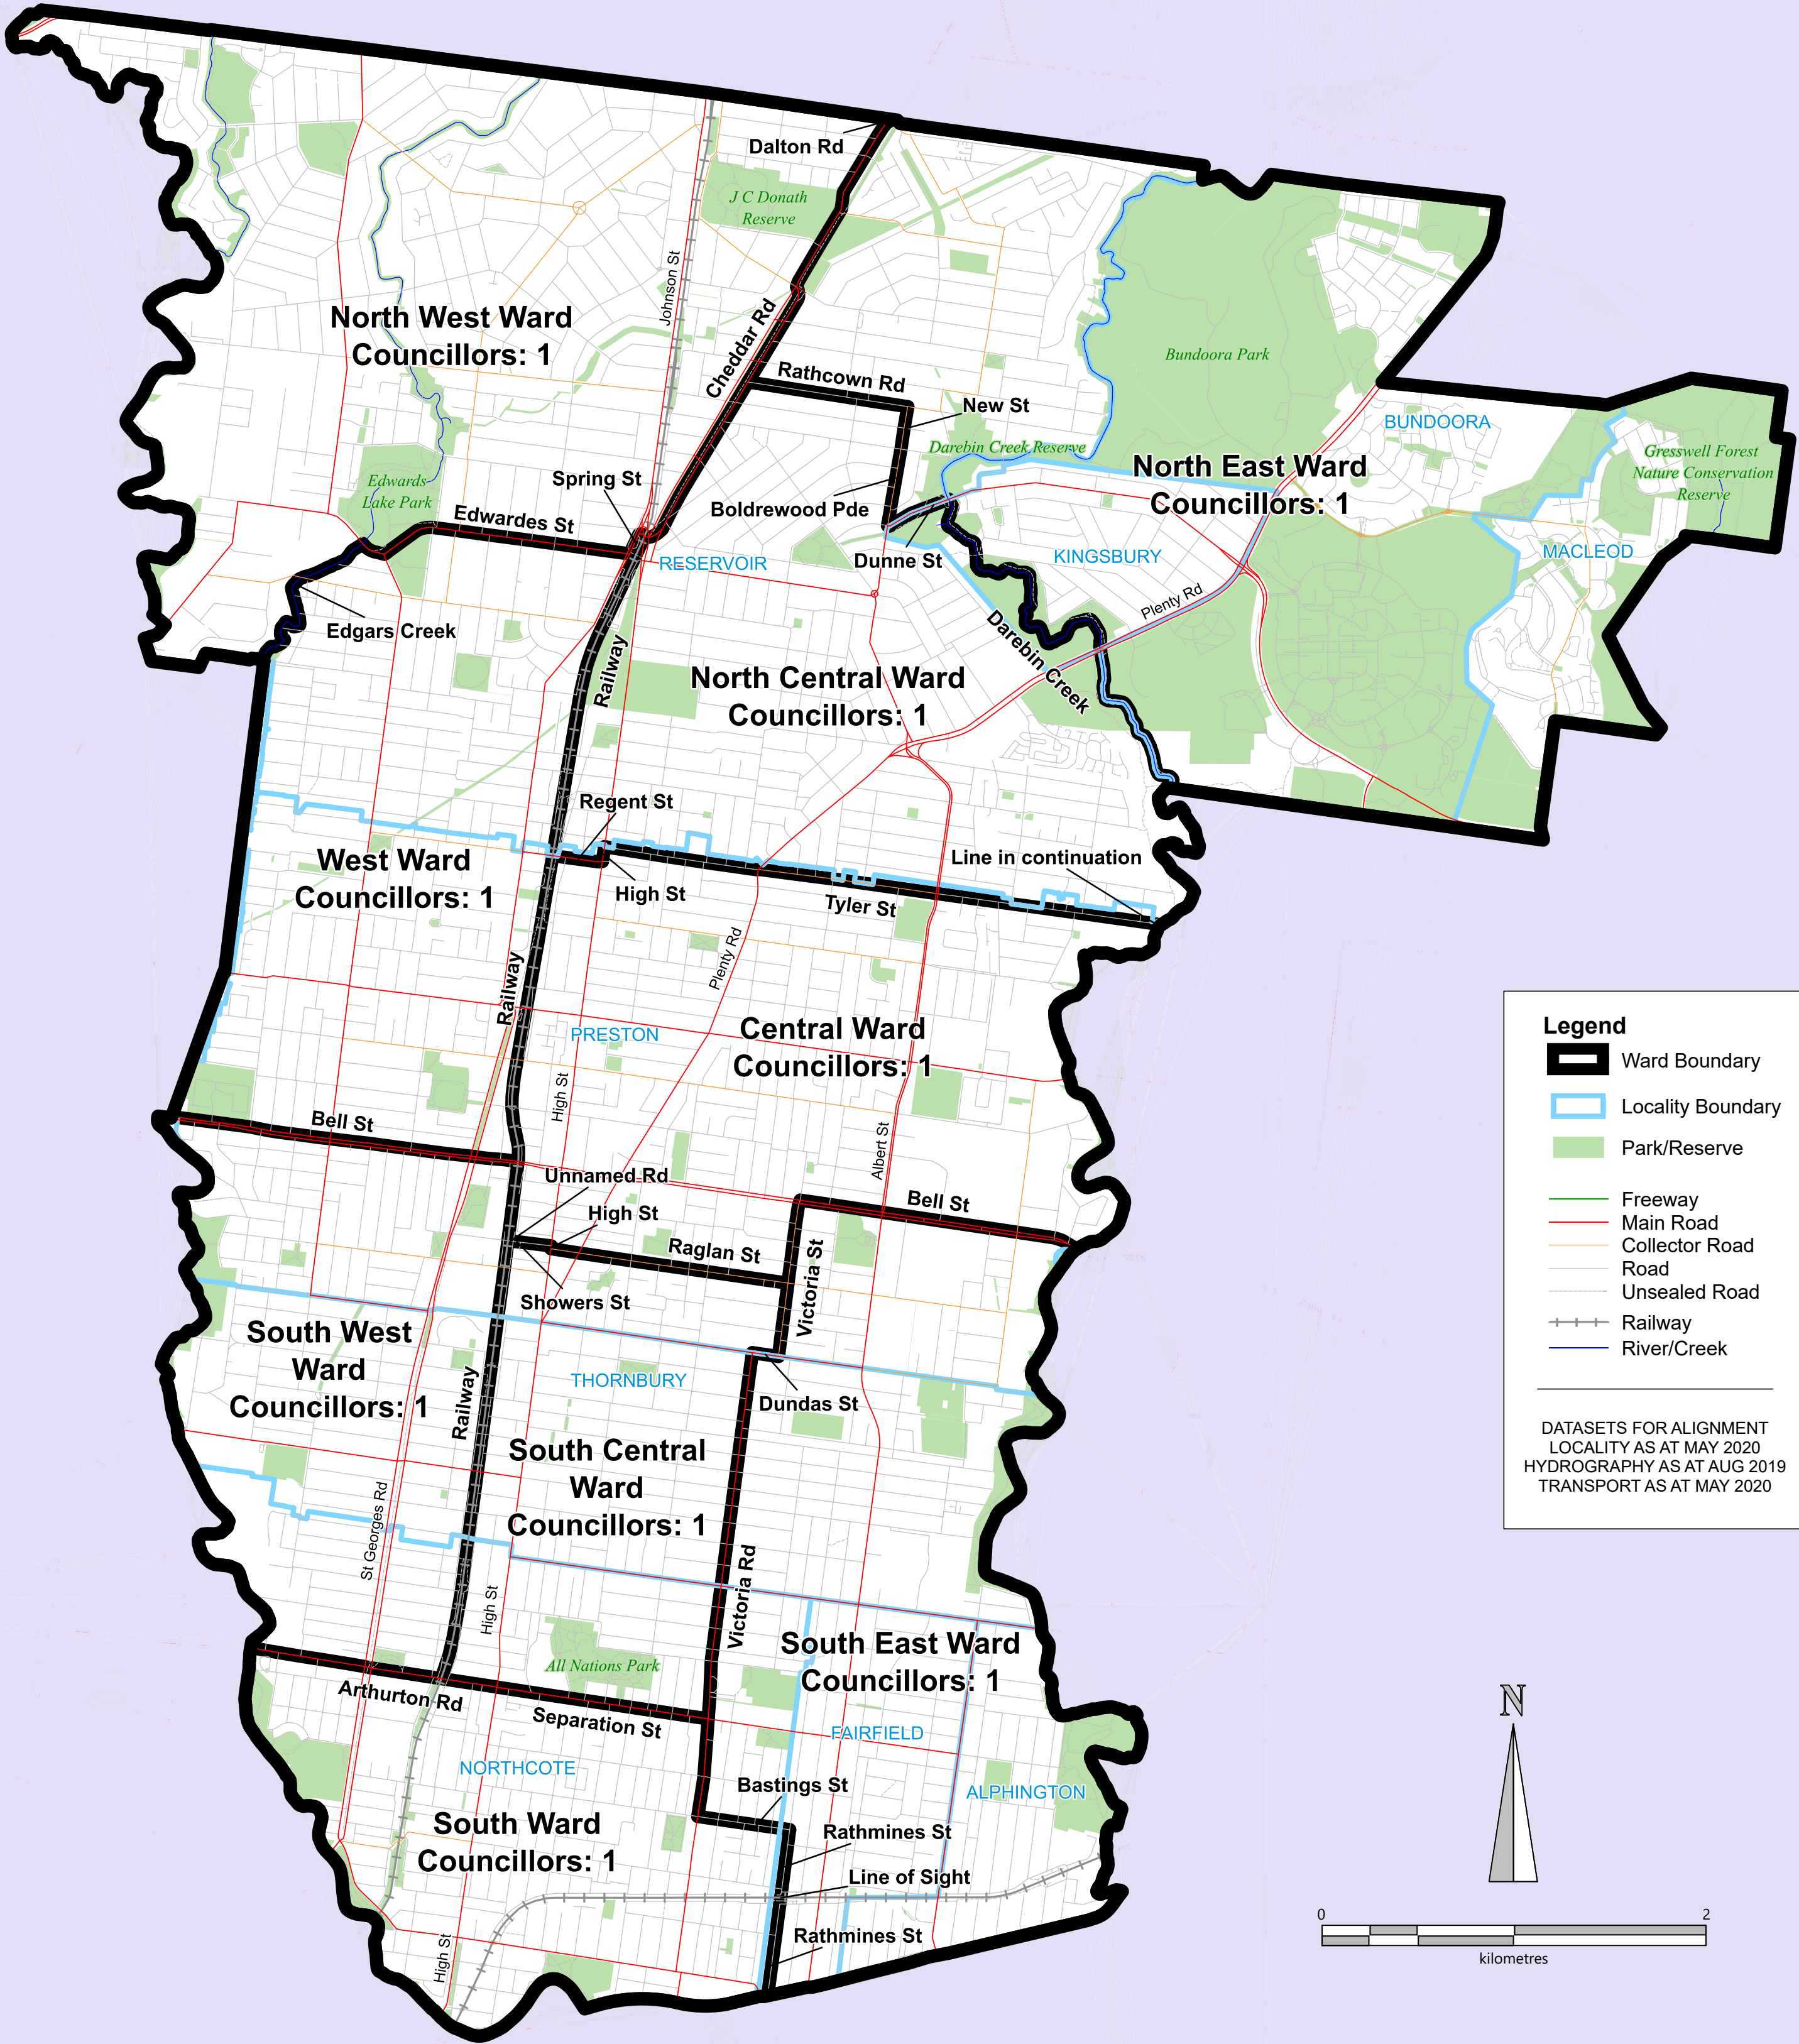 Dalton Rd
J C Donath
Reserve
Johnson St
North West Ward
Councillors: 1
Cheddar Rd
Bundoora Park
Rathcown Rd
New St
BUNDOORA
Darebin Creek Reserve
Gresswell Forest
Nature Conservation
Reserve
North East Ward
Councillors: 1
Edwards
Lake Park
Spring St
Boldrewood Pde
Edwardes St
RESERVOIR
Dunne St
KINGSBURY
MACLEOD
Plenty Rd
Edgars Creek
Railway
Darebin Creek
North Central Ward
Councillors: 1
Regent St
West Ward
Councillors: 1
Line in continuation
High St
Tyler St
Plenty Rd
Railway
PRESTON
Central Ward
Councillors: 1
High St
Albert St
Bell St
Unnamed Rd
High St
Bell St
Raglan St
Victoria St
Showers St
South West
Ward
Councillors: 1
THORNBURY
Railway
Dundas St
South Central
Ward
Councillors: 1
St Georges Rd
High St
Victoria Rd
South East Ward
Councillors: 1
All Nations Park
Arthurton Rd
Separation St
FAIRFIELD
NORTHCOTE
Bastings St
ALPHINGTON
South Ward
Councillors: 1
Rathmines St
Line of Sight
Rathmines St
High St
Legend
Ward Boundary
Locality Boundary
Park/Reserve
Freeway
Main Road
Collector Road
Road
Unsealed Road
Railway
River/Creek
DATASETS FOR ALIGNMENT
LOCALITY AS AT MAY 2020
HYDROGRAPHY AS AT AUG 2019
TRANSPORT AS AT MAY 2020
N
0 2
kilometres